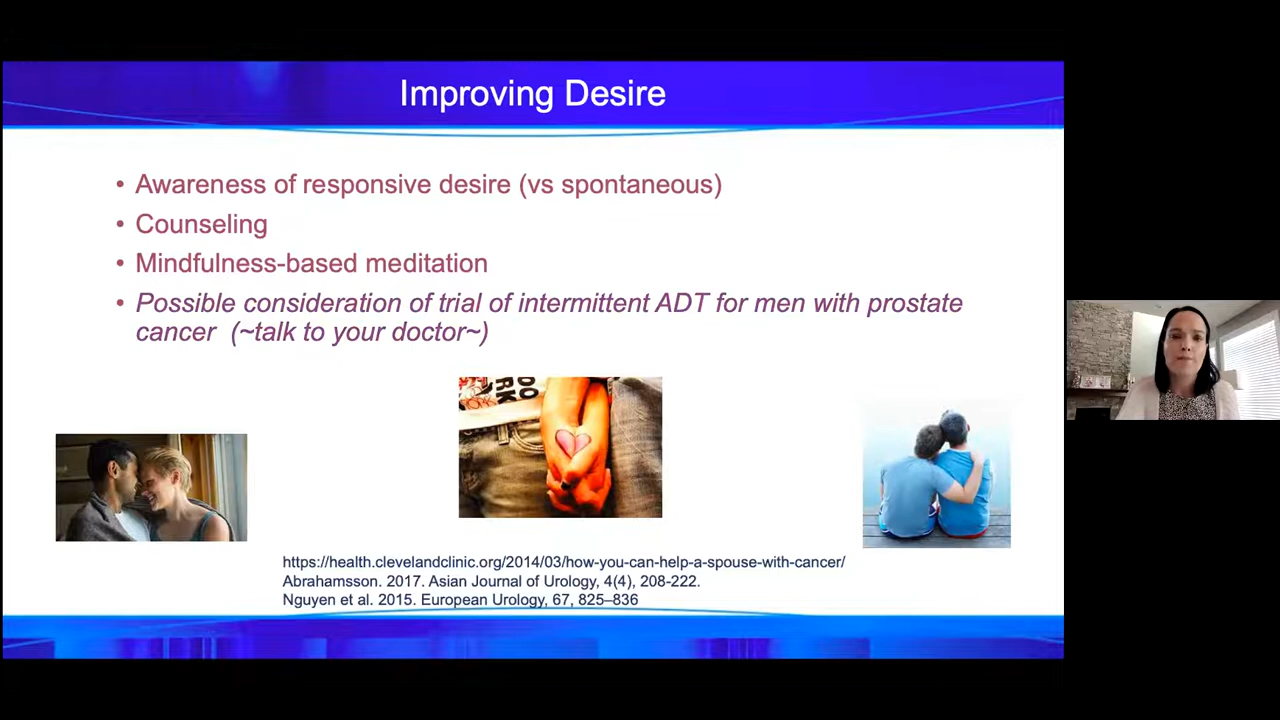 Improving Desire
• Awareness of responsive desire (vs spontaneous)
• Counseling
• Mindfulness-based meditation
• Possible consideration of trial of intermittent ADT for men with prostate
cancer (~talk to your doctor~)
https://health.clevelandclinic.org/2014/03/how-you-can-help-a-spouse-with-cancer/
Abrahamsson. 2017. Asian Journal of Urology, 4(4), 208-222.
Nguyen et al. 2015. European Urology, 67, 825–836